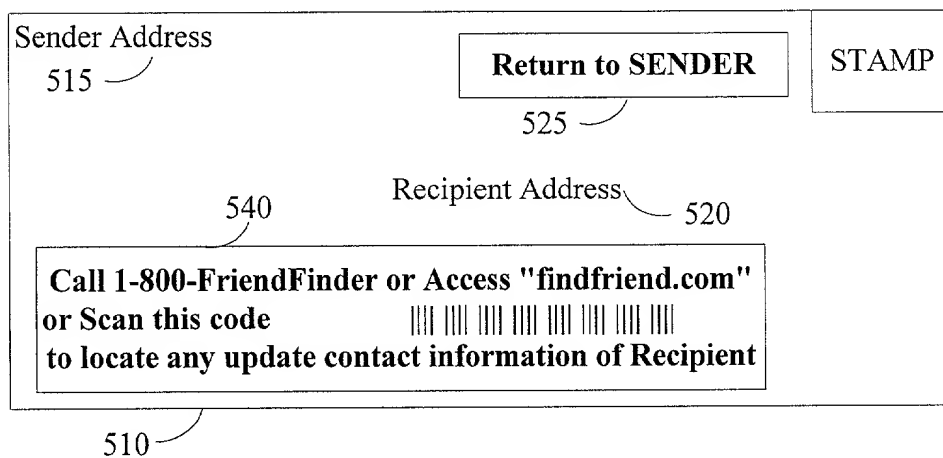 Sender Address
515
Return to SENDER
525
STAMP
Recipient Address
520
540
Call 1-800-FriendFinder or Access "findfriend.com"
or Scan this code
to locate any update contact information of Recipient
510